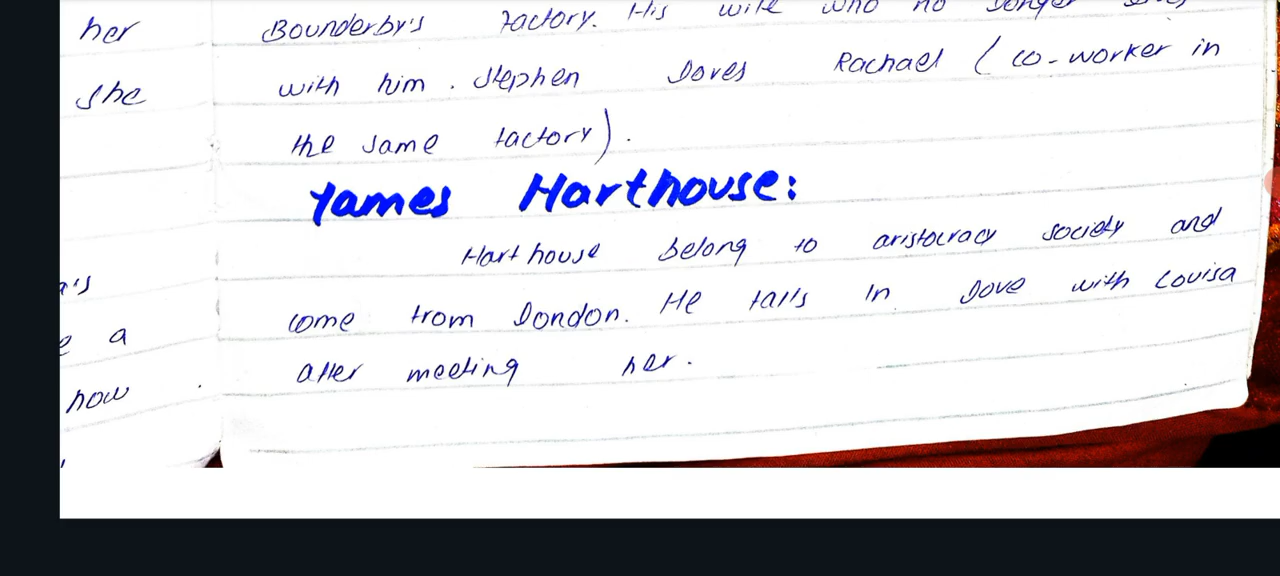 her
she
a's
a
how
Bounderby's factory. His wife who no longer
with him. Stephen loves Rachael ( co-worker in
the same factory).
James Harthouse:
Harthouse belong to aristocracy society and
come from London. He falls in love with Louisa
after meeting her.